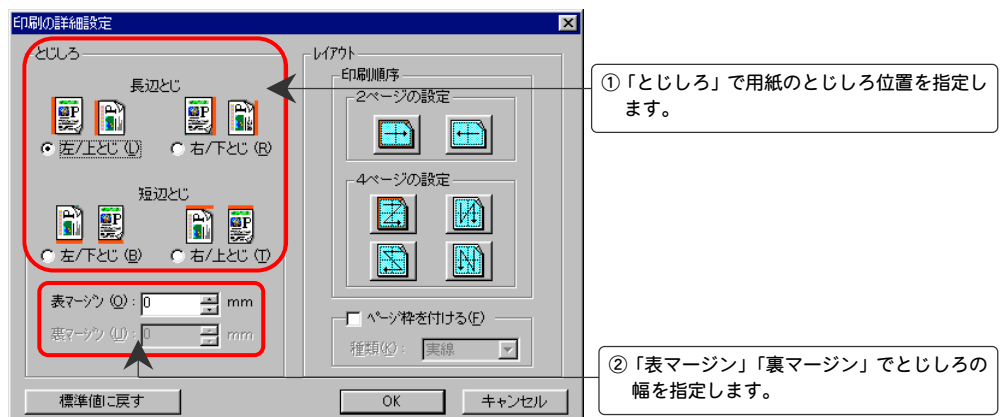 印刷の詳細設定
とじしろ
長辺とじ
左/上とじ (L)
右/下とじ (R)
短辺とじ
左/下とじ (B)
右/上とじ (T)
表マージン (O) : 0 mm
裏マージン (U) : 0 mm
標準値に戻す
レイアウト
印刷順序
2ページの設定
4ページの設定
ページ枠を付ける(F)
種類(K) : 実線
OK
キャンセル
①「とじしろ」で用紙のとじしろ位置を指定し
ます。
②「表マージン」「裏マージン」でとじしろの
幅を指定します。